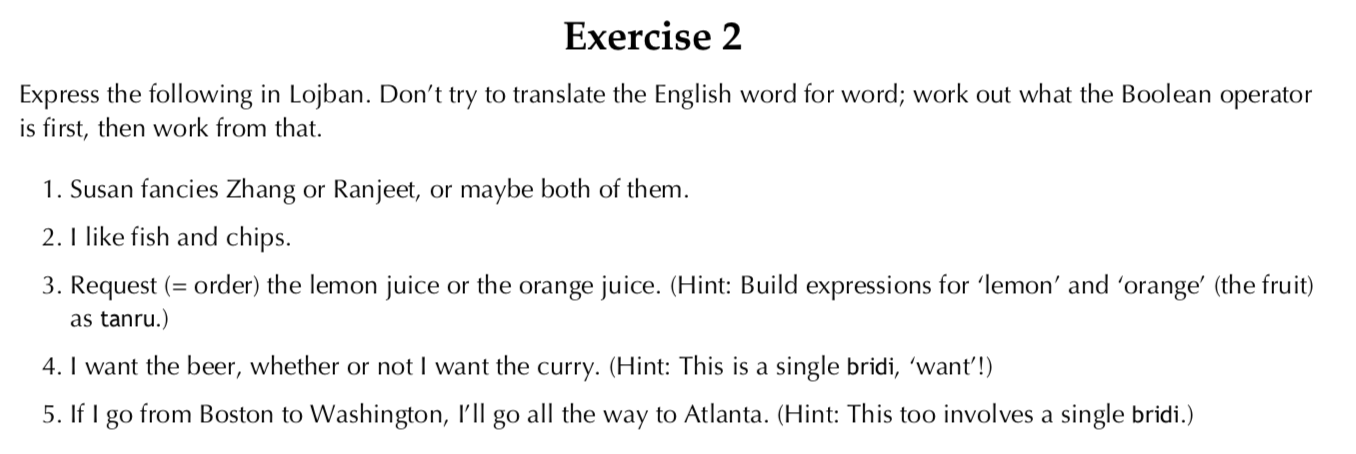 Exercise 2
Express the following in Lojban. Don’t try to translate the English word for word; work out what the Boolean operator
is first, then work from that.
1. Susan fancies Zhang or Ranjeet, or maybe both of them.
2. I like fish and chips.
3. Request (= order) the lemon juice or the orange juice. (Hint: Build expressions for ‘lemon’ and ‘orange’ (the fruit)
as tanru.)
4. I want the beer, whether or not I want the curry. (Hint: This is a single bridi, ‘want’!)
5. If I go from Boston to Washington, I’ll go all the way to Atlanta. (Hint: This too involves a single bridi.)